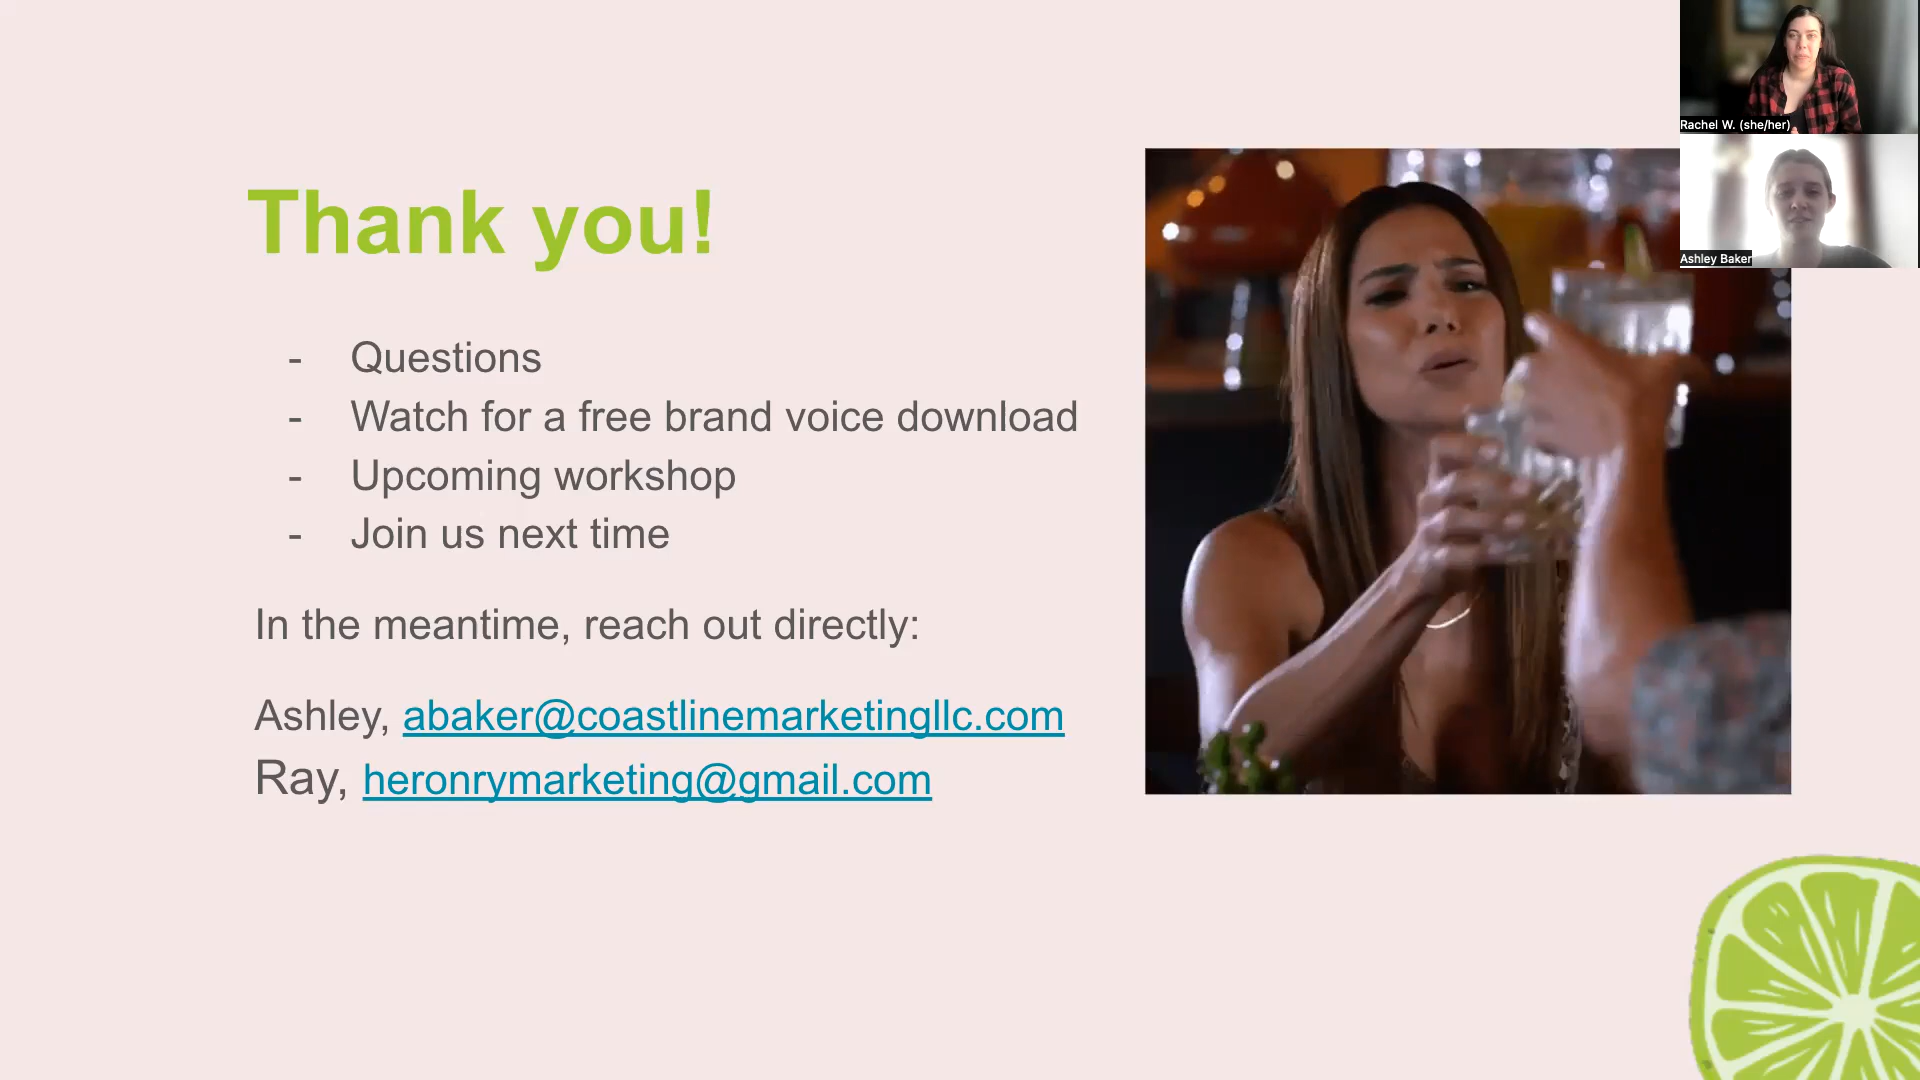 Thank you!
- Questions
- Watch for a free brand voice download
- Upcoming workshop
- Join us next time
In the meantime, reach out directly:
Ashley, abaker@coastlinemarketingllc.com
Ray, heronrymarketing@gmail.com
Rachel W. (she/her)
Ashley Baker